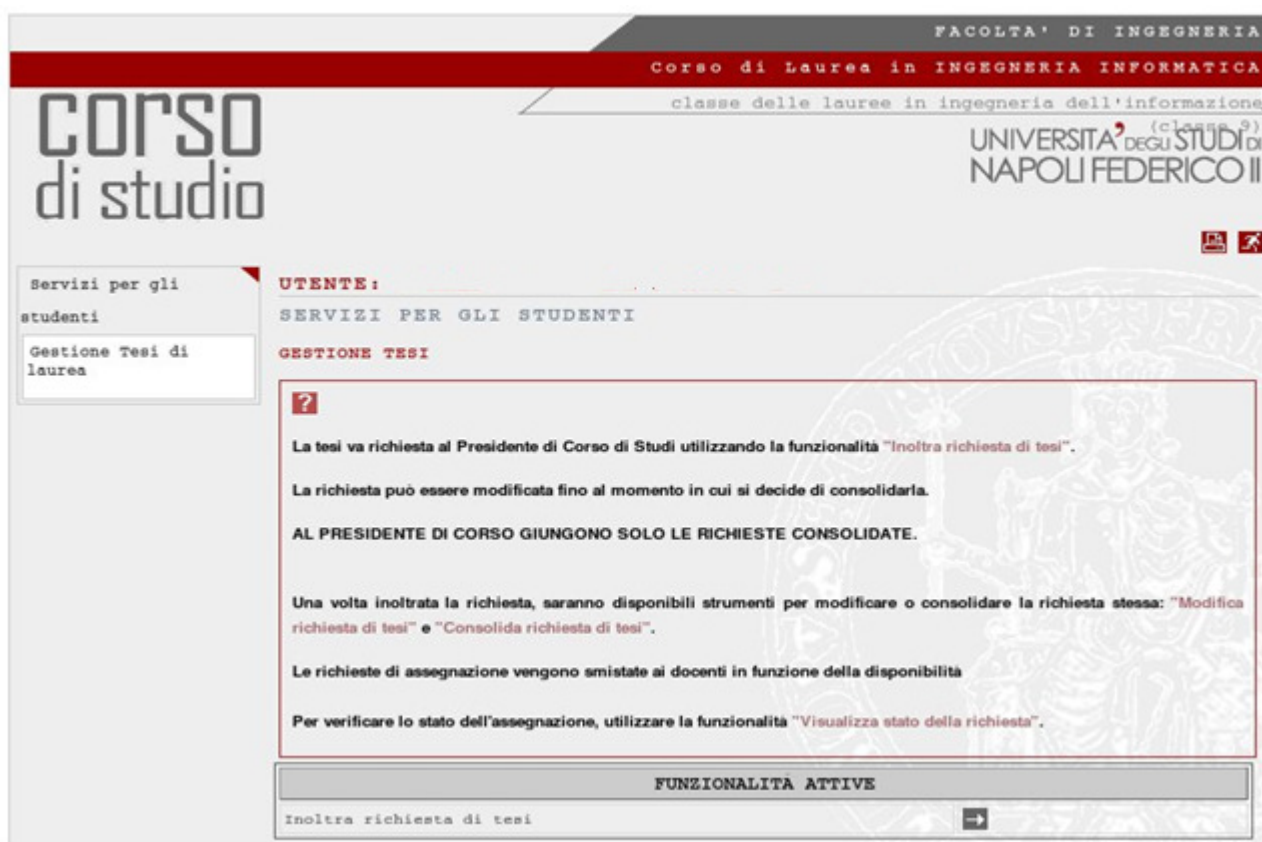 FACOLTA' DI INGEGNERIA
Corso di Laurea in INGEGNERIA INFORMATICA
classe delle lauree in ingegneria dell'informazione
(classe 9)
corso
di studio
UNIVERSITA' DEGLI STUDI DI
NAPOLI FEDERICO II
Servizi per gli
studenti
Gestione Tesi di
laurea
UTENTE:
SERVIZI PER GLI STUDENTI
GESTIONE TESI
?
La tesi va richiesta al Presidente di Corso di Studi utilizzando la funzionalità "Inoltra richiesta di tesi".
La richiesta può essere modificata fino al momento in cui si decide di consolidarla.
AL PRESIDENTE DI CORSO GIUNGONO SOLO LE RICHIESTE CONSOLIDATE.
Una volta inoltrata la richiesta, saranno disponibili strumenti per modificare o consolidare la richiesta stessa: "Modifica
richiesta di tesi" e "Consolida richiesta di tesi".
Le richieste di assegnazione vengono smistate ai docenti in funzione della disponibilità
Per verificare lo stato dell'assegnazione, utilizzare la funzionalità "Visualizza stato della richiesta".
FUNZIONALITÀ ATTIVE
Inoltra richiesta di tesi